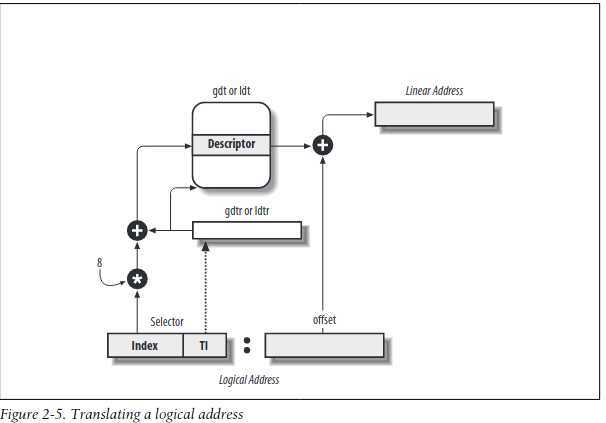 gdt or ldt
Linear Address
Descriptor
+
gdtr or ldtr
+
8
*
Selector
offset
Index
TI
:
Logical Address
Figure 2-5. Translating a logical address